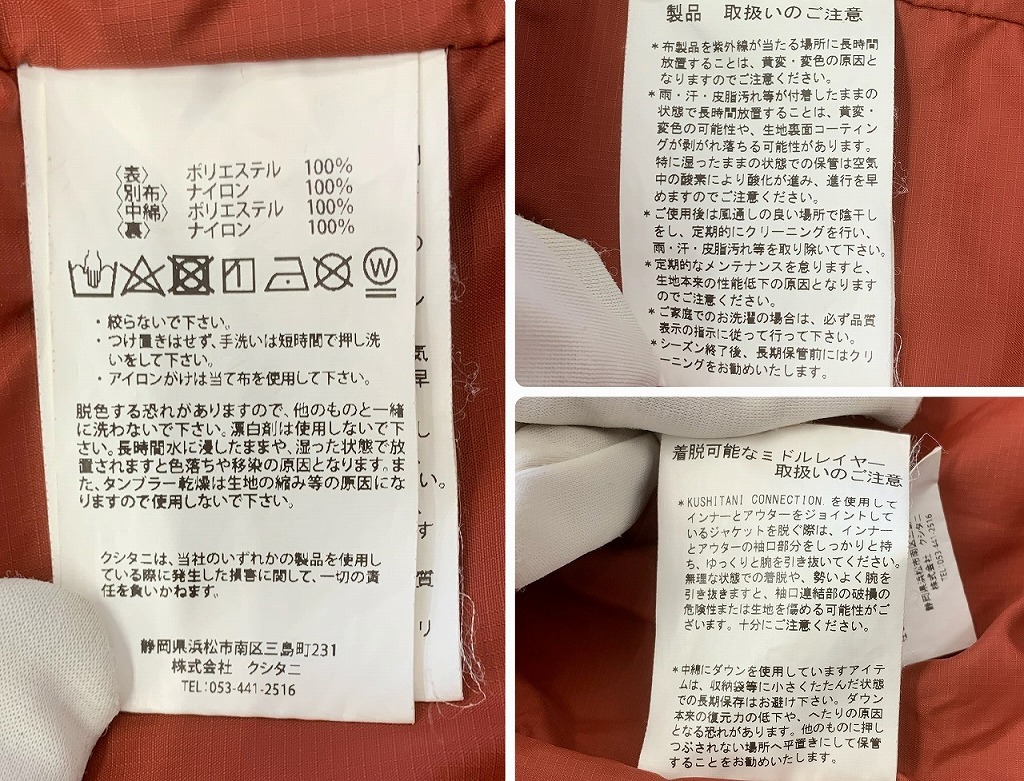 〈表〉 ポリエステル 100%
〈別布〉 ナイロン 100%
〈中綿〉 ポリエステル 100%
〈裏〉 ナイロン 100%
W
・絞らないで下さい。
・つけ置きはせず、手洗いは短時間で押し洗
いをして下さい。
・アイロンがけは当て布を使用して下さい。
脱色する恐れがありますので、他のものと一緒
に洗わないで下さい。漂白剤は使用しないで下
さい。長時間水に浸したままや、湿った状態で放
置されますと色落ちや移染の原因となります。ま
た、タンブラー乾燥は生地の縮み等の原因にな
りますので使用しないで下さい。
クシタニは、当社のいずれかの製品を使用し
ている際に発生した損害に関して、一切の責
任を負いかねます。
静岡県浜松市南区三島町231
株式会社 クシタニ
TEL:053-441-2516
製品 取扱いのご注意
*布製品を紫外線が当たる場所に長時間
放置することは、黄変・変色の原因と
なりますのでご注意ください。
*雨・汗・皮脂汚れ等が付着したままの
状態で長時間放置することは、黄変・
変色の可能性や、生地裏面コーティン
グが剥がれ落ちる可能性があります。
特に湿ったままの状態での保管は空気
中の酸素により酸化が進み、進行を早
めますのでご注意ください。
*ご使用後は風通しの良い場所で陰干し
をし、定期的にクリーニングを行い、
雨・汗・皮脂汚れ等を取り除いて下さい。
*定期的なメンテナンスを怠りますと、
生地本来の性能低下の原因となります
のでご注意ください。
*ご家庭でのお洗濯の場合は、必ず品質
表示の指示に従って行って下さい。
*シーズン終了後、長期保管前にはクリ
ーニングをお勧めいたします。
着脱可能なミドルレイヤー
取扱いのご注意
*KUSHITANI CONNECTION を使用して
インナーとアウターをジョイントして
いるジャケットを脱ぐ際は、インナー
とアウターの袖口部分をしっかりと持
ち、ゆっくりと腕を引き抜いてください。
無理な状態での着脱や、勢いよく腕を
引き抜きますと、袖口連結部の破損の
危険性または生地を傷める可能性がご
ざいます。十分にご注意ください。
*中綿にダウンを使用していますアイテ
ムは、収納袋等に小さくたたんだ状態
での長期保存はお避け下さい。ダウン
本来の復元力の低下や、へたりの原因
となる恐れがあります。他のものに押し
つぶされない場所へ平置きにして保管
することをお勧めいたします。
静岡県浜松市南区三
株式会社 クシタニ
TEL:053-441-2516